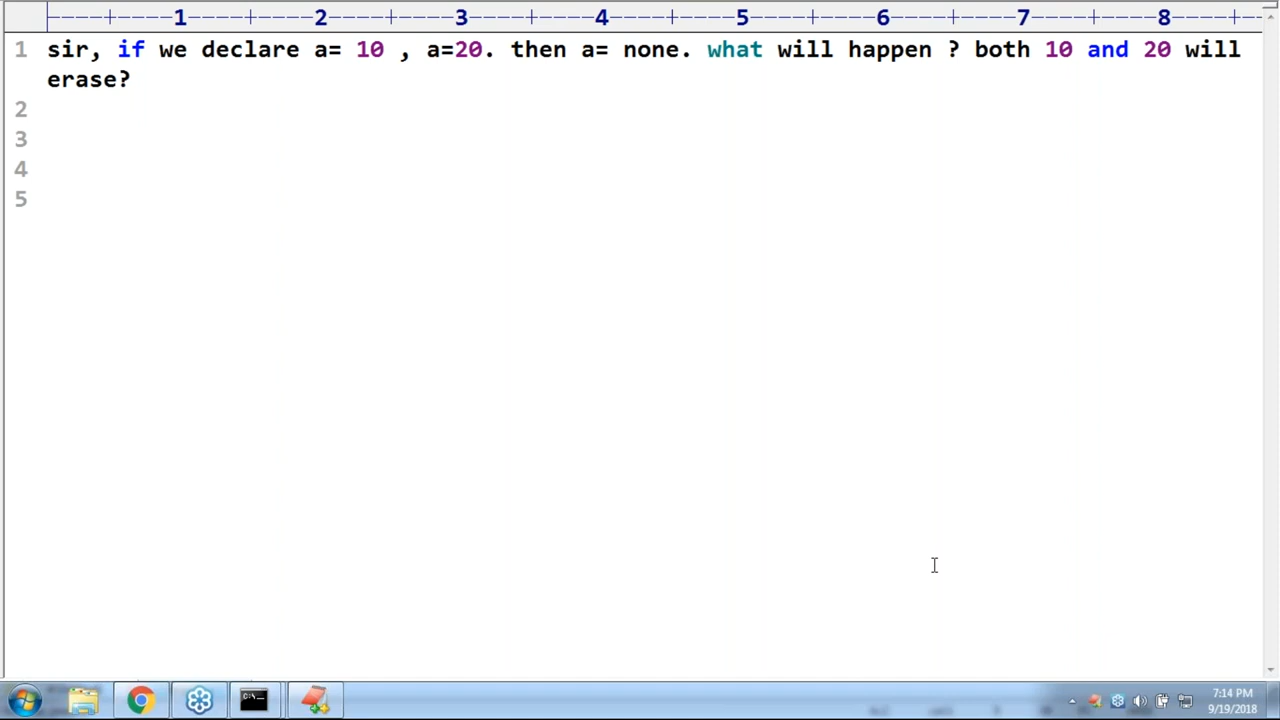 ----+----1----+----2----+----3----+----4----+----5----+----6----+----7----+----8----+--
1 sir, if we declare a= 10 , a=20. then a= none. what will happen ? both 10 and 20 will
erase?
2
3
4
5
C:\_
7:14 PM
9/19/2018